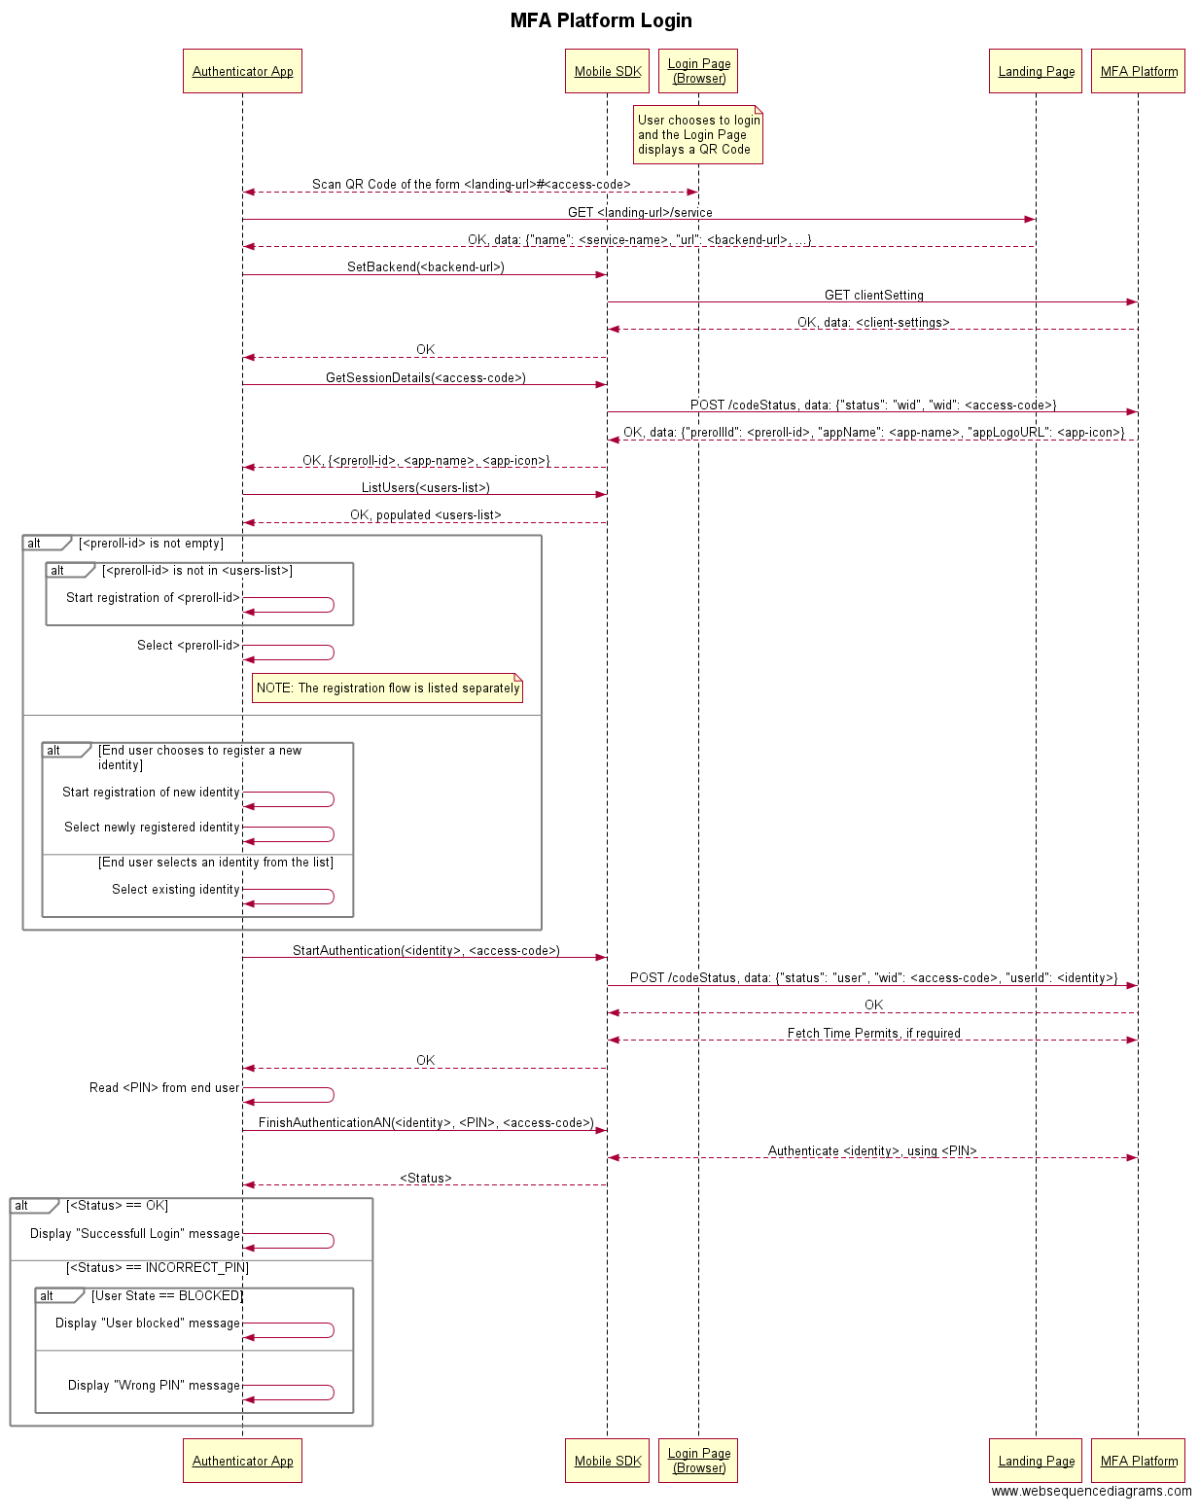 MFA Platform Login
Authenticator App
Mobile SDK
Login Page
(Browser)
Landing Page
MFA Platform
User chooses to login
and the Login Page
displays a QR Code
Scan QR Code of the form <landing-url>#<access-code>
GET <landing-url>/service
OK, data: {"name": <service-name>, "url": <backend-url>, ...}
SetBackend(<backend-url>)
GET clientSetting
OK, data: <client-settings>
OK
GetSessionDetails(<access-code>)
POST /codeStatus, data: {"status": "wid", "wid": <access-code>}
OK, data: {"prerollId": <preroll-id>, "appName": <app-name>, "appLogoURL": <app-icon>}
OK, {<preroll-id>, <app-name>, <app-icon>}
ListUsers(<users-list>)
OK, populated <users-list>
alt [<preroll-id> is not empty]
alt [<preroll-id> is not in <users-list>]
Start registration of <preroll-id>
Select <preroll-id>
NOTE: The registration flow is listed separately
alt [End user chooses to register a new
identity]
Start registration of new identity
Select newly registered identity
[End user selects an identity from the list]
Select existing identity
StartAuthentication(<identity>, <access-code>)
POST /codeStatus, data: {"status": "user", "wid": <access-code>, "userId": <identity>}
OK
Fetch Time Permits, if required
OK
Read <PIN> from end user
FinishAuthenticationAN(<identity>, <PIN>, <access-code>)
Authenticate <identity>, using <PIN>
<Status>
alt [<Status> == OK]
Display "Successfull Login" message
[<Status> == INCORRECT_PIN]
alt [User State == BLOCKED]
Display "User blocked" message
Display "Wrong PIN" message
Authenticator App
Mobile SDK
Login Page
(Browser)
Landing Page
MFA Platform
www.websequencediagrams.com